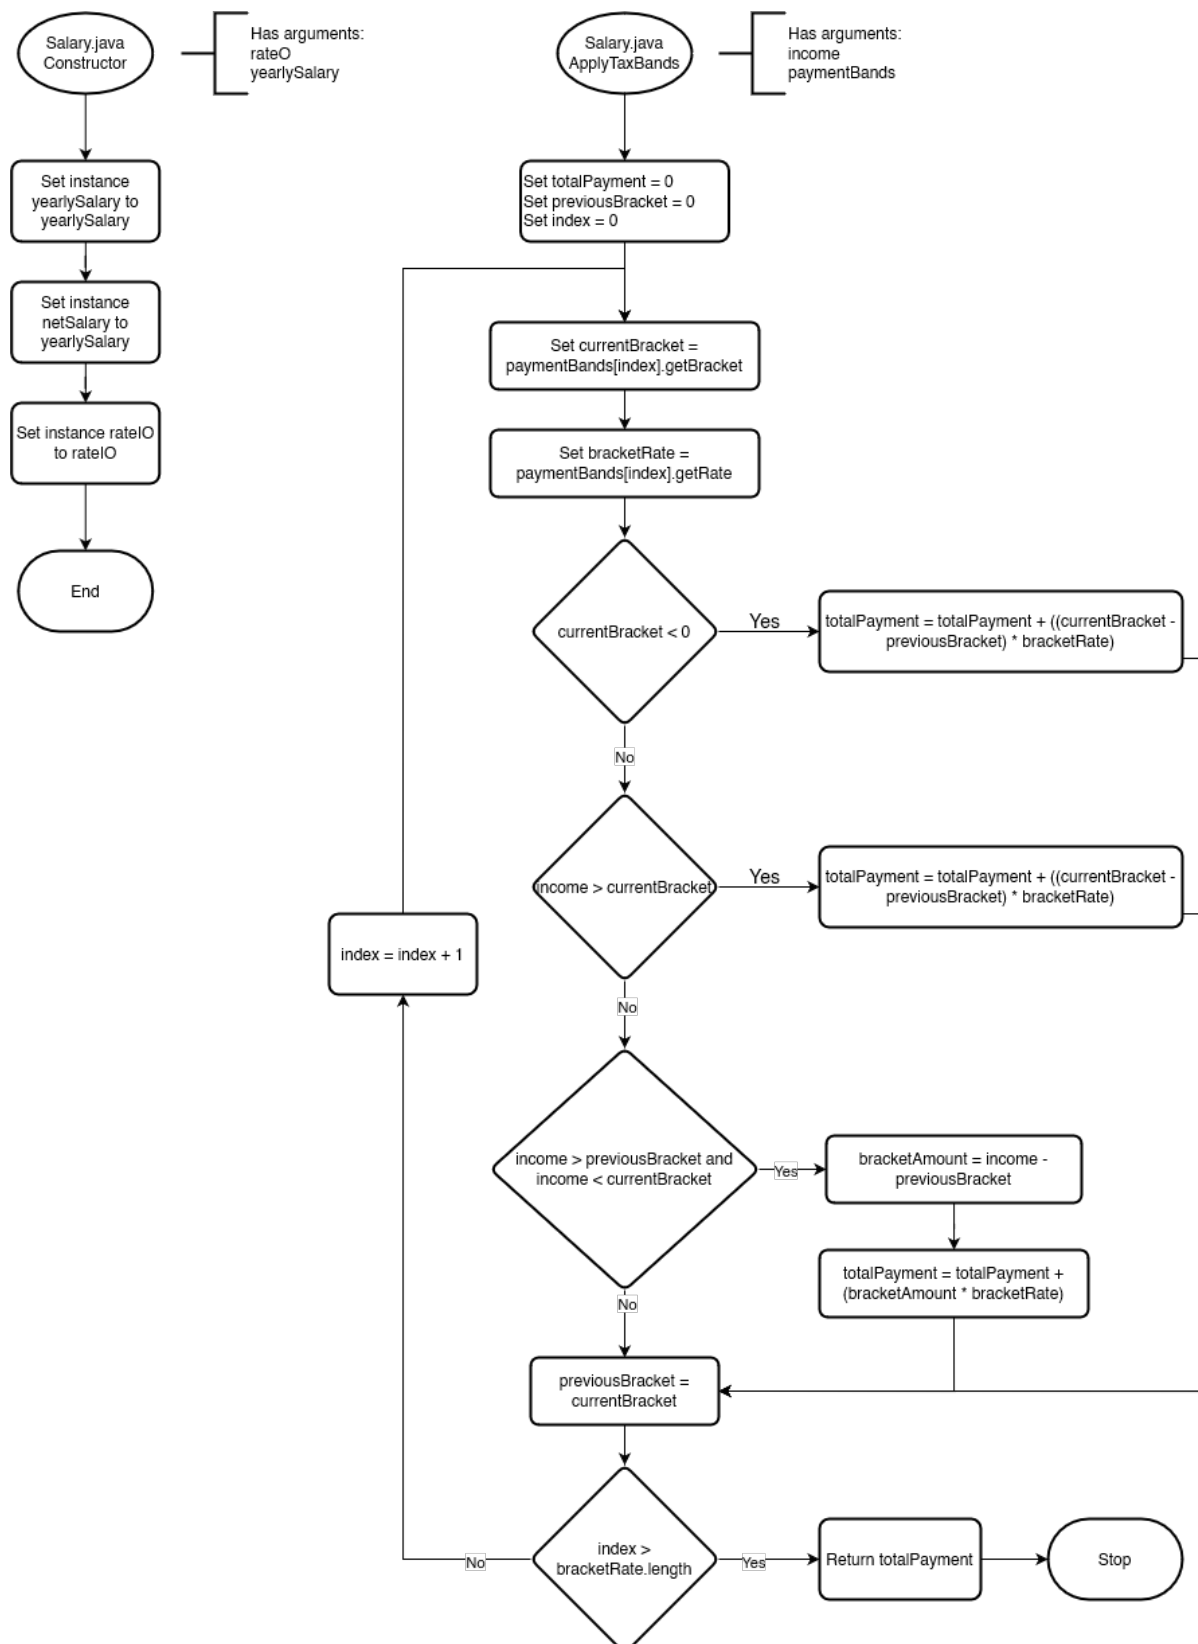 Salary.java
Constructor
Has arguments:
rateO
yearlySalary
Set instance
yearlySalary to
yearlySalary
Set instance
netSalary to
yearlySalary
Set instance rateIO
to rateIO
End
Salary.java
ApplyTaxBands
Has arguments:
income
paymentBands
Set totalPayment = 0
Set previousBracket = 0
Set index = 0
Set currentBracket =
paymentBands[index].getBracket
Set bracketRate =
paymentBands[index].getRate
currentBracket < 0
Yes
totalPayment = totalPayment + ((currentBracket -
previousBracket) * bracketRate)
No
income > currentBracket
Yes
totalPayment = totalPayment + ((currentBracket -
previousBracket) * bracketRate)
index = index + 1
No
income > previousBracket and
income < currentBracket
Yes
bracketAmount = income -
previousBracket
totalPayment = totalPayment +
(bracketAmount * bracketRate)
No
previousBracket =
currentBracket
index >
bracketRate.length
No
Yes
Return totalPayment
Stop